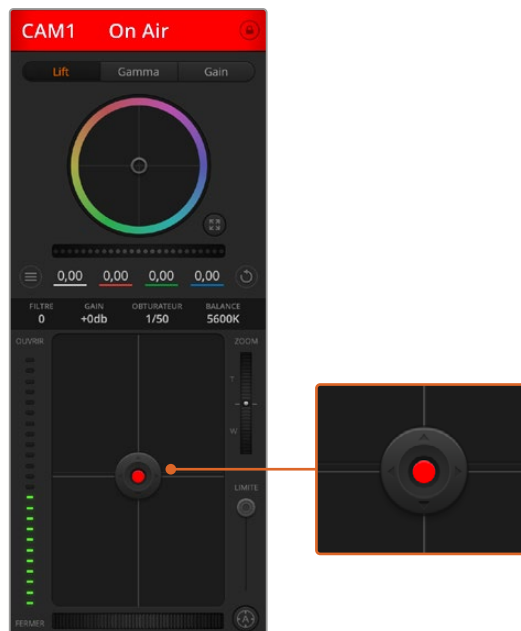 CAM1 On Air
Lift Gamma Gain
0,00 0,00 0,00 0,00
FILTRE GAIN OBTURATEUR BALANCE
0 +0db 1/50 5600K
OUVRIR ZOOM
T
W
LIMITE
FERMER A